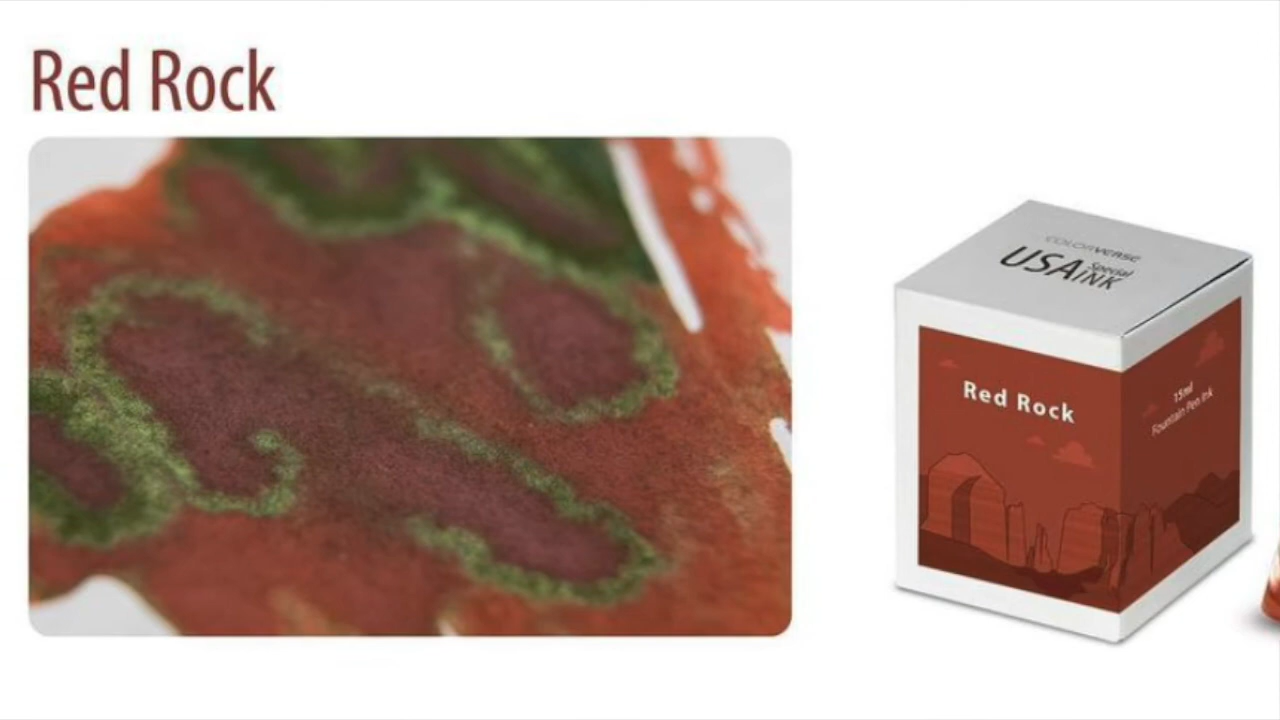 Red Rock
COLORVERSE
USA Special INK
Red Rock
15ml
Fountain Pen Ink